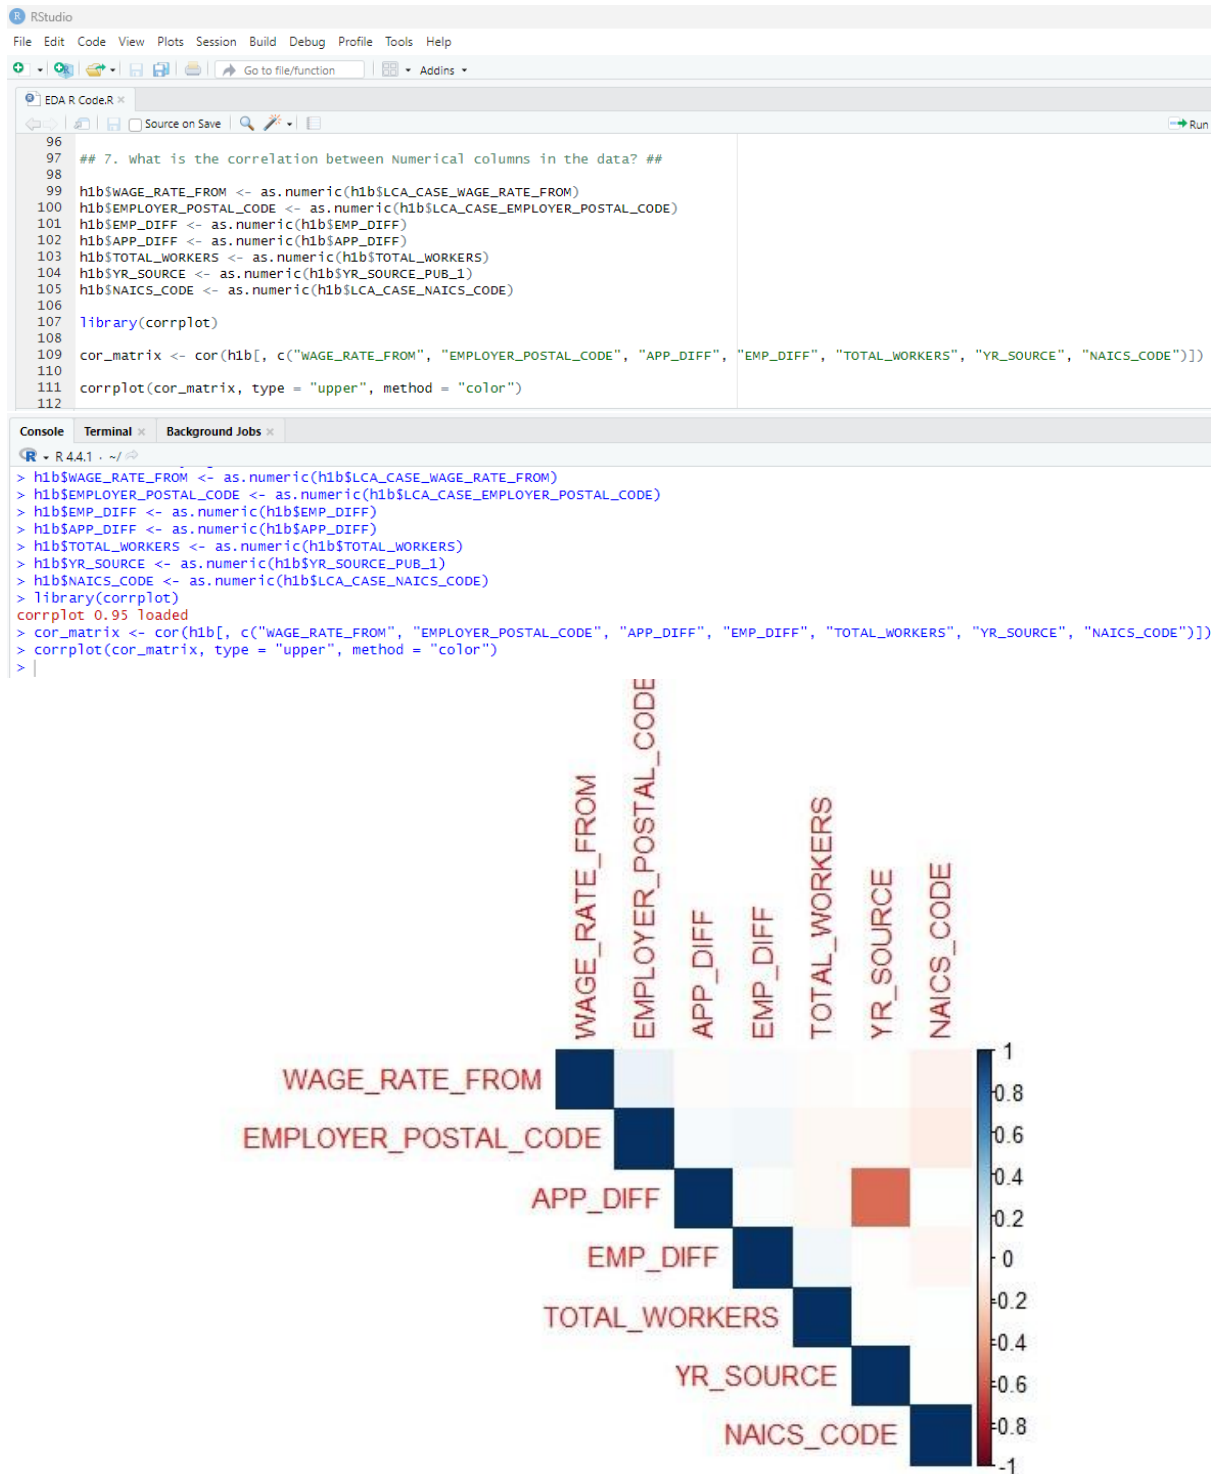 RStudio
File Edit Code View Plots Session Build Debug Profile Tools Help
Go to file/function Addins
EDA R Code.R
Source on Save Run
96
97 ## 7. What is the correlation between Numerical columns in the data? ##
98
99 h1b$WAGE_RATE_FROM <- as.numeric(h1b$LCA_CASE_WAGE_RATE_FROM)
100 h1b$EMPLOYER_POSTAL_CODE <- as.numeric(h1b$LCA_CASE_EMPLOYER_POSTAL_CODE)
101 h1b$EMP_DIFF <- as.numeric(h1b$EMP_DIFF)
102 h1b$APP_DIFF <- as.numeric(h1b$APP_DIFF)
103 h1b$TOTAL_WORKERS <- as.numeric(h1b$TOTAL_WORKERS)
104 h1b$YR_SOURCE <- as.numeric(h1b$YR_SOURCE_PUB_1)
105 h1b$NAICS_CODE <- as.numeric(h1b$LCA_CASE_NAICS_CODE)
106
107 library(corrplot)
108
109 cor_matrix <- cor(h1b[, c("WAGE_RATE_FROM", "EMPLOYER_POSTAL_CODE", "APP_DIFF", "EMP_DIFF", "TOTAL_WORKERS", "YR_SOURCE", "NAICS_CODE")])
110
111 corrplot(cor_matrix, type = "upper", method = "color")
112
Console Terminal Background Jobs
R R 4.4.1 · ~/
> h1b$WAGE_RATE_FROM <- as.numeric(h1b$LCA_CASE_WAGE_RATE_FROM)
> h1b$EMPLOYER_POSTAL_CODE <- as.numeric(h1b$LCA_CASE_EMPLOYER_POSTAL_CODE)
> h1b$EMP_DIFF <- as.numeric(h1b$EMP_DIFF)
> h1b$APP_DIFF <- as.numeric(h1b$APP_DIFF)
> h1b$TOTAL_WORKERS <- as.numeric(h1b$TOTAL_WORKERS)
> h1b$YR_SOURCE <- as.numeric(h1b$YR_SOURCE_PUB_1)
> h1b$NAICS_CODE <- as.numeric(h1b$LCA_CASE_NAICS_CODE)
> library(corrplot)
corrplot 0.95 loaded
> cor_matrix <- cor(h1b[, c("WAGE_RATE_FROM", "EMPLOYER_POSTAL_CODE", "APP_DIFF", "EMP_DIFF", "TOTAL_WORKERS", "YR_SOURCE", "NAICS_CODE")])
> corrplot(cor_matrix, type = "upper", method = "color")
>
WAGE_RATE_FROM
EMPLOYER_POSTAL_CODE
APP_DIFF
EMP_DIFF
TOTAL_WORKERS
YR_SOURCE
NAICS_CODE
WAGE_RATE_FROM
EMPLOYER_POSTAL_CODE
APP_DIFF
EMP_DIFF
TOTAL_WORKERS
YR_SOURCE
NAICS_CODE
1
0.8
0.6
0.4
0.2
0
-0.2
-0.4
-0.6
-0.8
-1